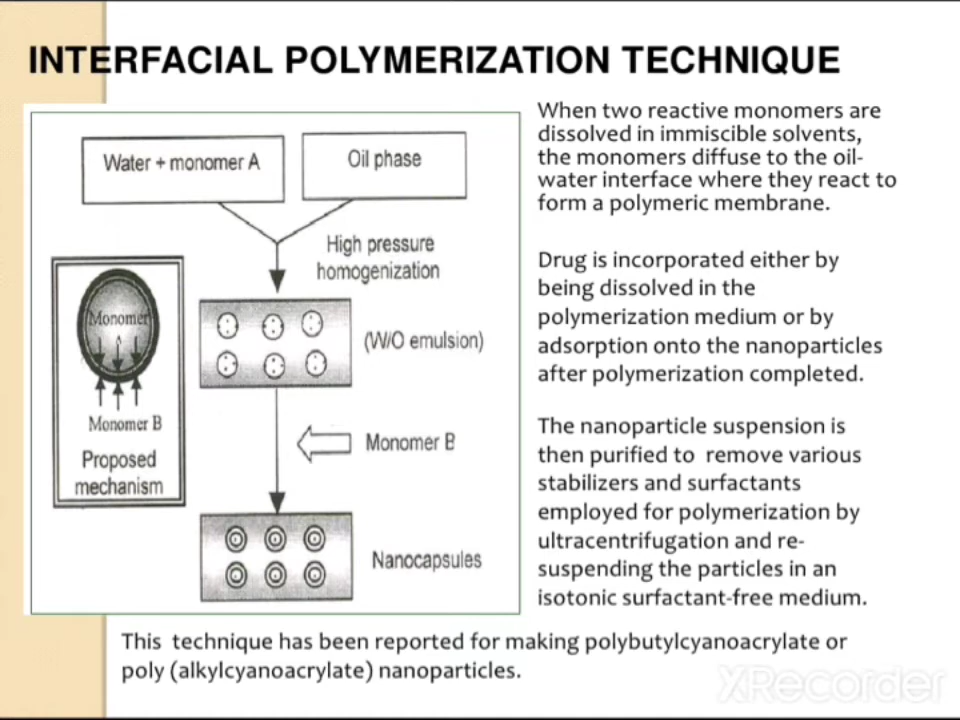 INTERFACIAL POLYMERIZATION TECHNIQUE
Water + monomer A
Oil phase
High pressure
homogenization
(W/O emulsion)
Monomer
A
Monomer B
Proposed
mechanism
Monomer B
Nanocapsules
When two reactive monomers are
dissolved in immiscible solvents,
the monomers diffuse to the oil-
water interface where they react to
form a polymeric membrane.
Drug is incorporated either by
being dissolved in the
polymerization medium or by
adsorption onto the nanoparticles
after polymerization completed.
The nanoparticle suspension is
then purified to remove various
stabilizers and surfactants
employed for polymerization by
ultracentrifugation and re-
suspending the particles in an
isotonic surfactant-free medium.
This technique has been reported for making polybutylcyanoacrylate or
poly (alkylcyanoacrylate) nanoparticles.
XRecorder